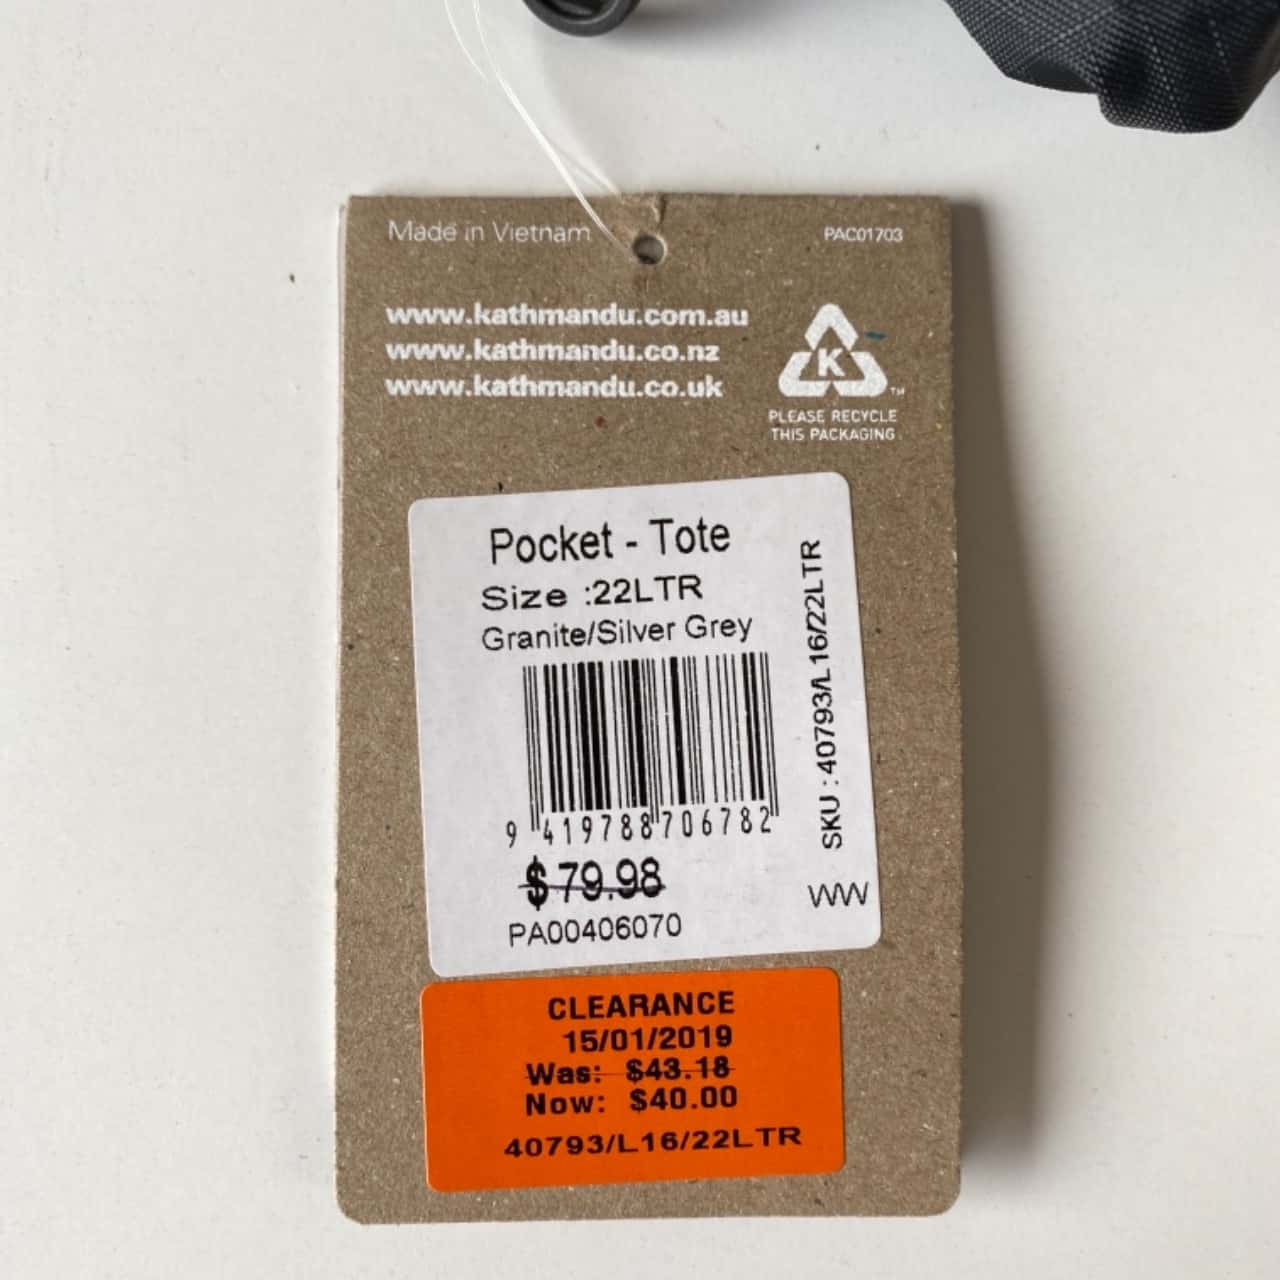 Made in Vietnam
PAC01703
www.kathmandu.com.au
www.kathmandu.co.nz
www.kathmandu.co.uk
K
TM
PLEASE RECYCLE
THIS PACKAGING
Pocket - Tote
Size :22LTR
Granite/Silver Grey
9 419788 706782
$79.98
PA00406070
SKU : 40793/L16/22LTR
WW
CLEARANCE
15/01/2019
Was: $43.18
Now: $40.00
40793/L16/22LTR